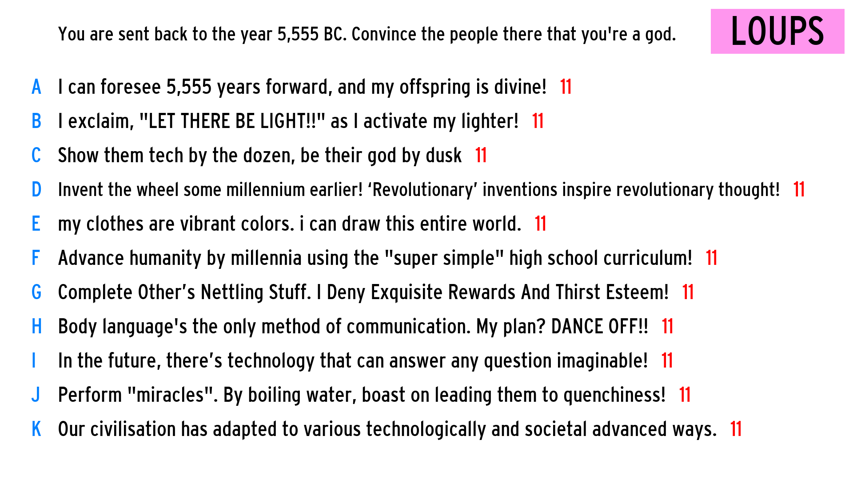 You are sent back to the year 5,555 BC. Convince the people there that you're a god.
LOUPS
A I can foresee 5,555 years forward, and my offspring is divine! 11
B I exclaim, "LET THERE BE LIGHT!!" as I activate my lighter! 11
C Show them tech by the dozen, be their god by dusk 11
D Invent the wheel some millennium earlier! ‘Revolutionary’ inventions inspire revolutionary thought! 11
E my clothes are vibrant colors. i can draw this entire world. 11
F Advance humanity by millennia using the "super simple" high school curriculum! 11
G Complete Other’s Nettling Stuff. I Deny Exquisite Rewards And Thirst Esteem! 11
H Body language's the only method of communication. My plan? DANCE OFF!! 11
I In the future, there’s technology that can answer any question imaginable! 11
J Perform "miracles". By boiling water, boast on leading them to quenchiness! 11
K Our civilisation has adapted to various technologically and societal advanced ways. 11